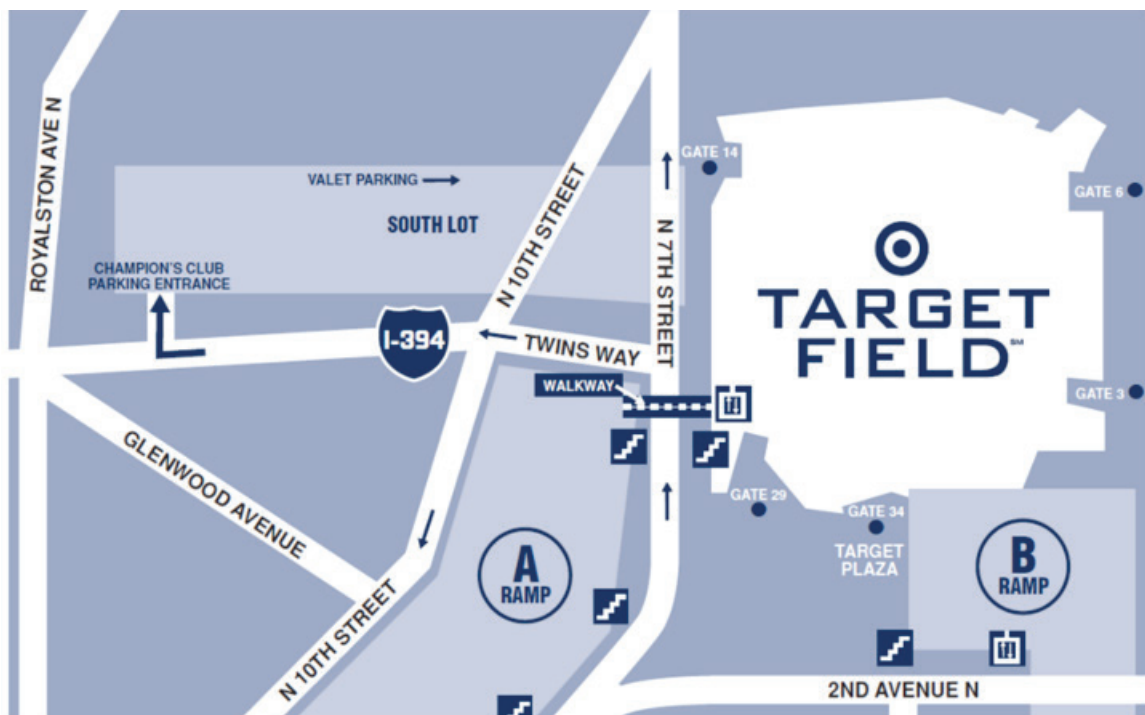 ROYALSTON AVE N
VALET PARKING
SOUTH LOT
CHAMPION'S CLUB
PARKING ENTRANCE
N 10TH STREET
I-394
TWINS WAY
WALKWAY
N 7TH STREET
GATE 14
GATE 6
TARGET
FIELD SM
GATE 3
GATE 29
GATE 34
TARGET
PLAZA
GLENWOOD AVENUE
A
RAMP
B
RAMP
N 10TH STREET
2ND AVENUE N